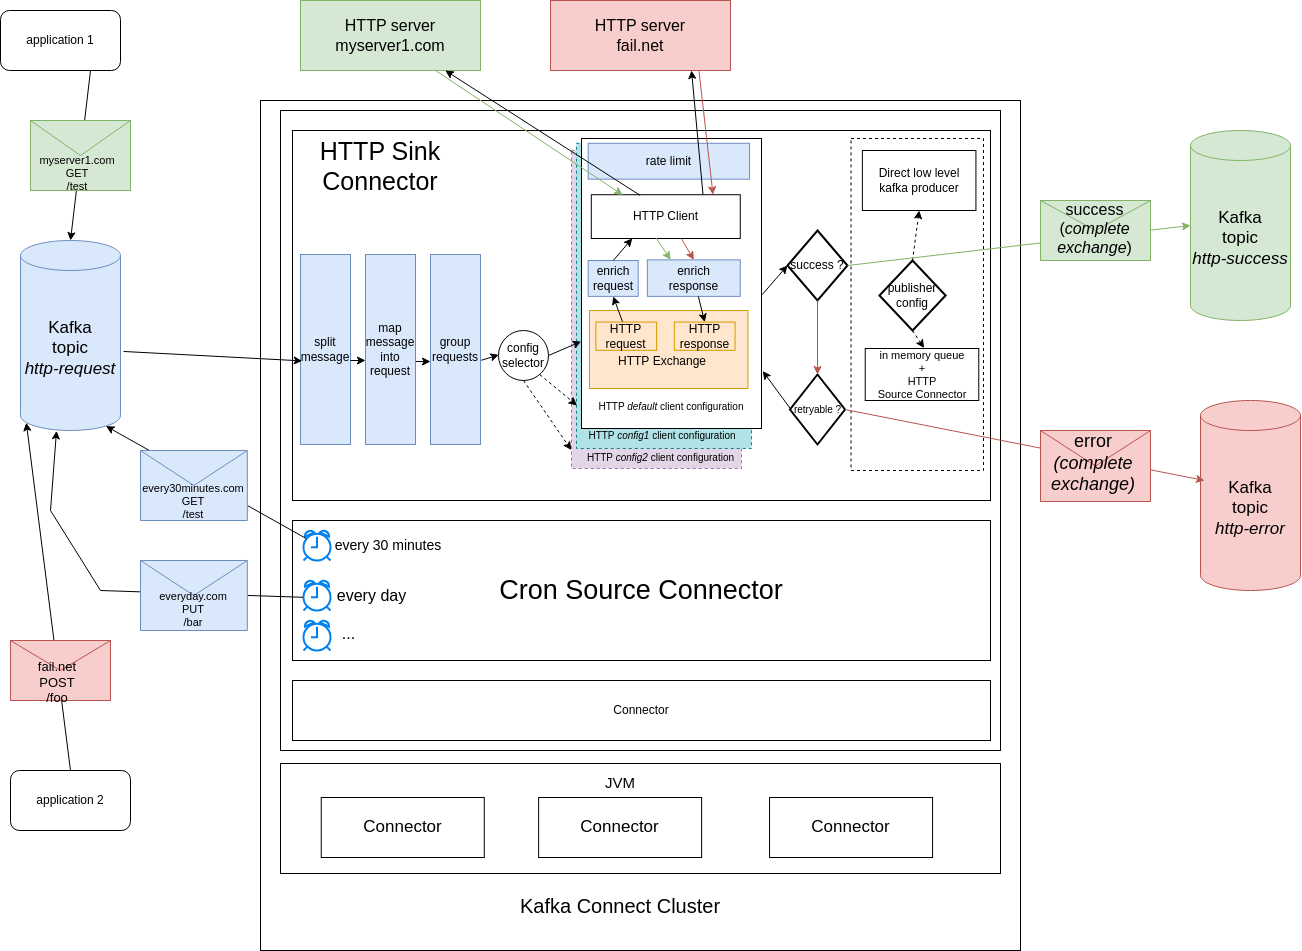 application 1
HTTP server
myserver1.com
HTTP server
fail.net
myserver1.com
GET
/test
Kafka
topic
http-request
HTTP Sink
Connector
split
message
map
message
into
request
group
requests
config
selector
rate limit
HTTP Client
enrich
request
enrich
response
HTTP
request
HTTP
response
HTTP Exchange
HTTP default client configuration
HTTP config1 client configuration
HTTP config2 client configuration
success ?
retryable ?
Direct low level
kafka producer
publisher
config
in memory queue
+
HTTP
Source Connector
success
(complete
exchange)
Kafka
topic
http-success
error
(complete
exchange)
Kafka
topic
http-error
every30minutes.com
GET
/test
everyday.com
PUT
/bar
fail.net
POST
/foo
application 2
every 30 minutes
every day
...
Cron Source Connector
Connector
JVM
Connector
Connector
Connector
Kafka Connect Cluster